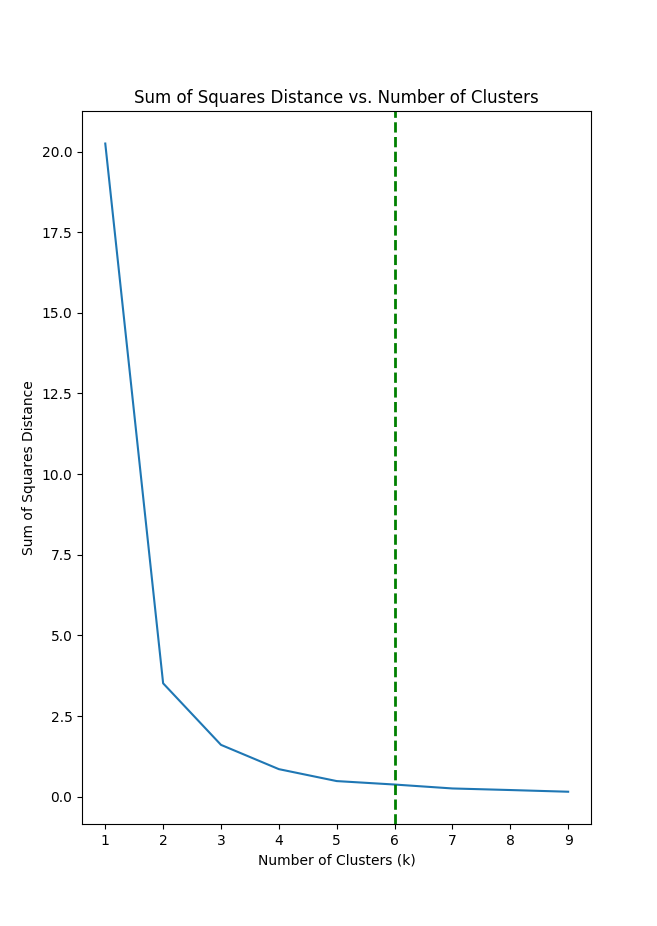 Sum of Squares Distance vs. Number of Clusters
20.0
17.5
15.0
12.5
10.0
7.5
5.0
2.5
0.0
Sum of Squares Distance
1 2 3 4 5 6 7 8 9
Number of Clusters (k)